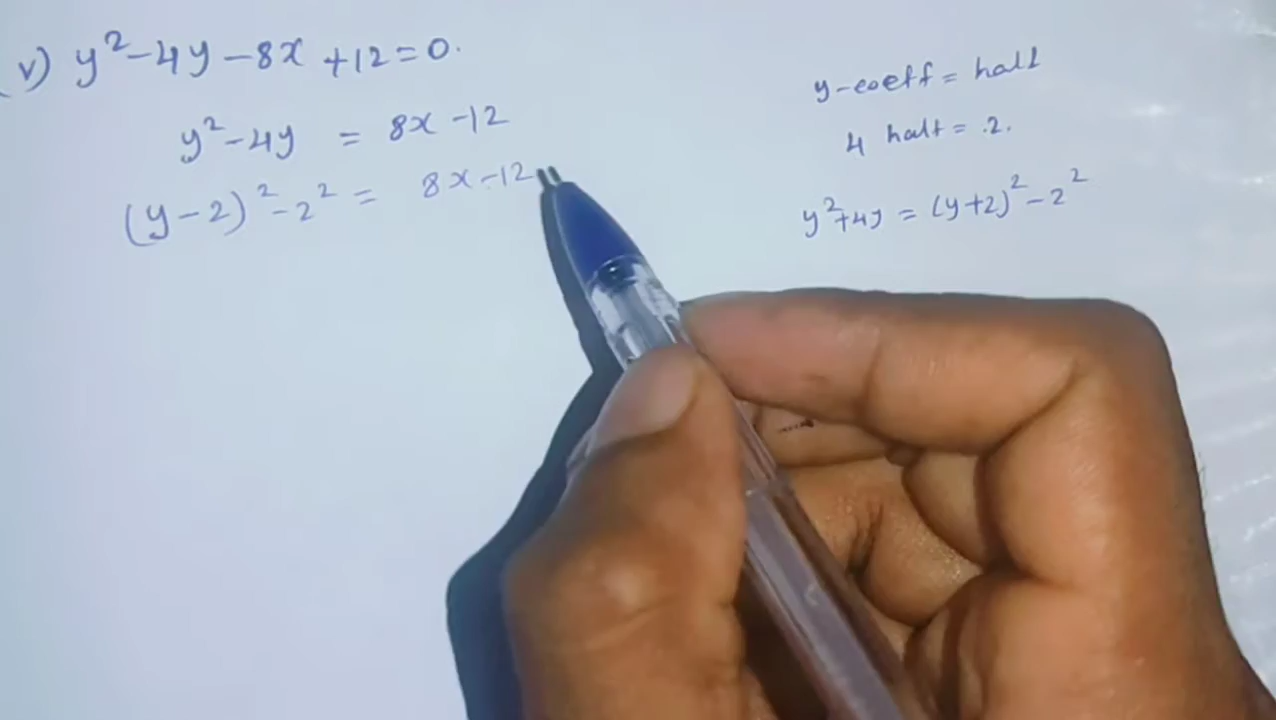 v) y²-4y-8x+12=0.
y²-4y = 8x-12
(y-2)²-2² = 8x-12
y-coeff = half
4 half = 2.
y²+4y = (y+2)²-2²